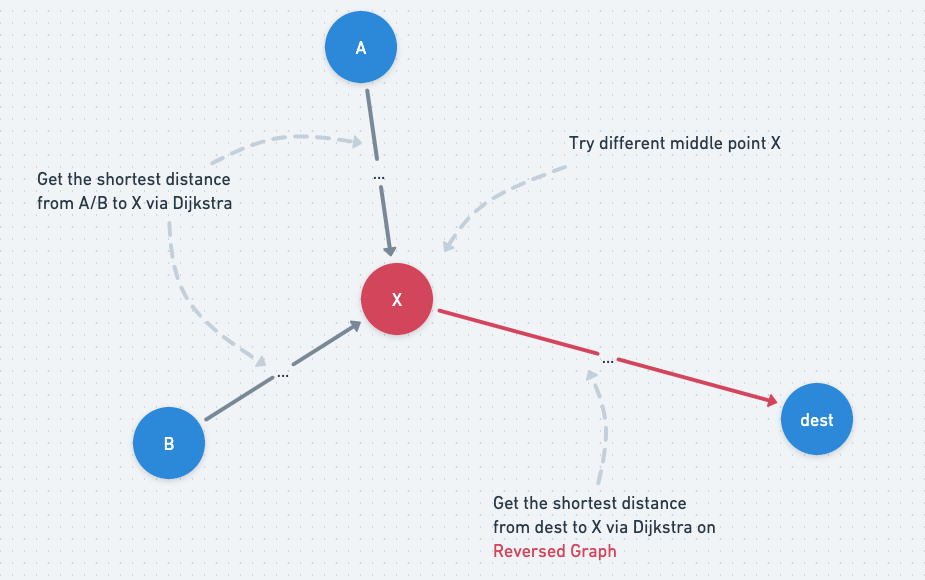 A
Try different middle point X
...
Get the shortest distance
from A/B to X via Dijkstra
X
...
...
dest
B
Get the shortest distance
from dest to X via Dijkstra on
Reversed Graph